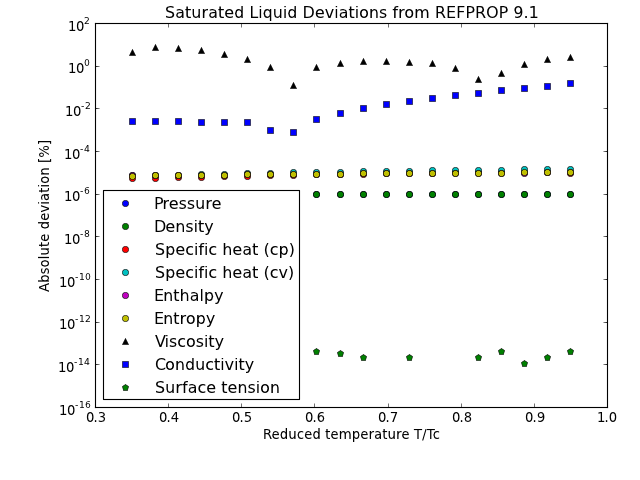 Saturated Liquid Deviations from REFPROP 9.1
10^2
10^0
10^-2
10^-4
10^-6
10^-8
10^-10
10^-12
10^-14
10^-16
Absolute deviation [%]
Pressure
Density
Specific heat (cp)
Specific heat (cv)
Enthalpy
Entropy
Viscosity
Conductivity
Surface tension
0.3 0.4 0.5 0.6 0.7 0.8 0.9 1.0
Reduced temperature T/Tc